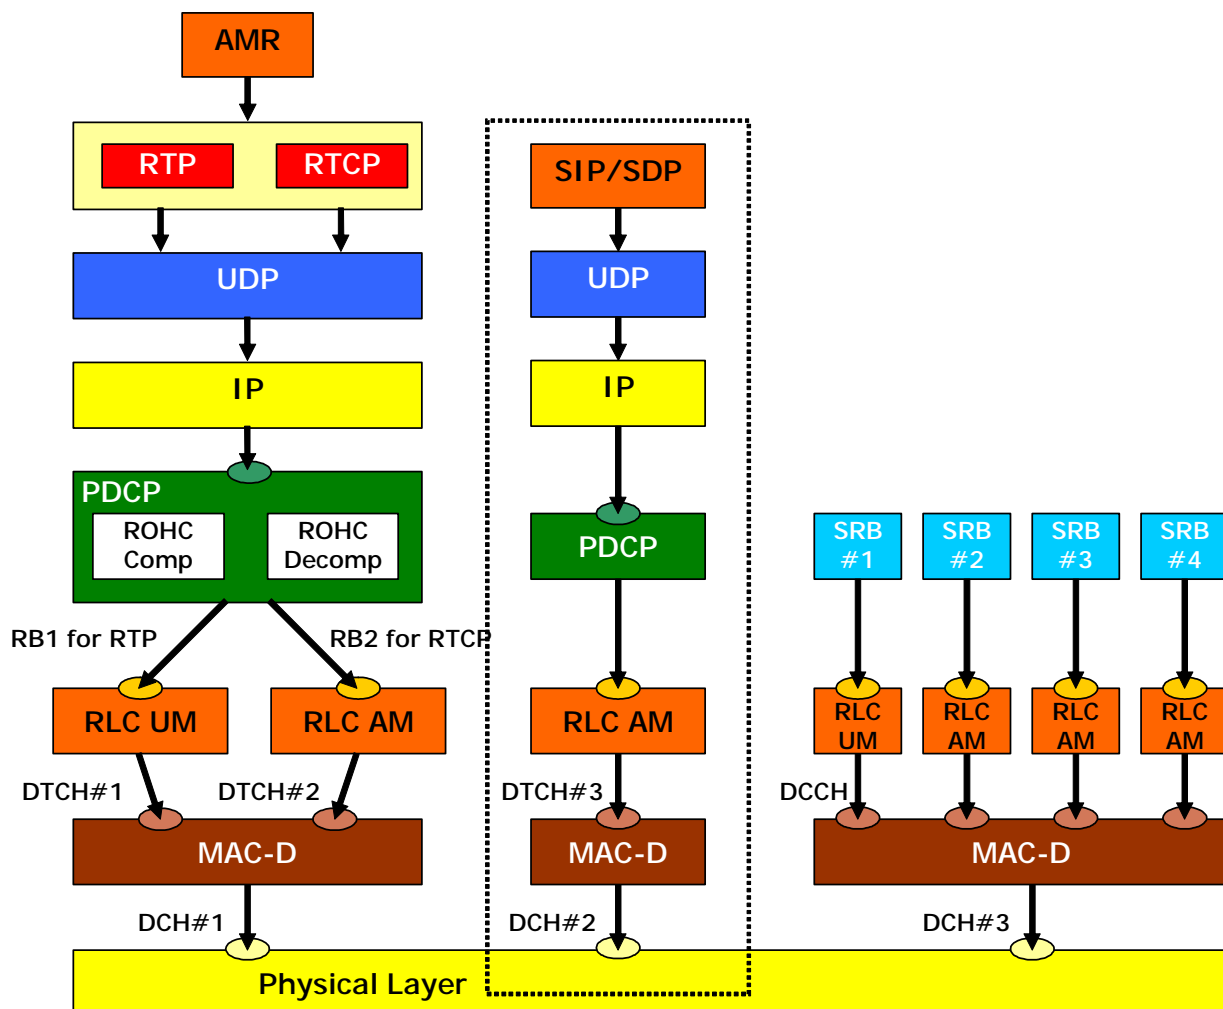 AMR
RTP
RTCP
UDP
IP
PDCP
ROHC
Comp
ROHC
Decomp
RB1 for RTP
RB2 for RTCP
RLC UM
RLC AM
DTCH#1
DTCH#2
MAC-D
DCH#1
SIP/SDP
UDP
IP
PDCP
RLC AM
DTCH#3
MAC-D
DCH#2
SRB
#1
SRB
#2
SRB
#3
SRB
#4
RLC
UM
RLC
AM
RLC
AM
RLC
AM
DCCH
MAC-D
DCH#3
Physical Layer